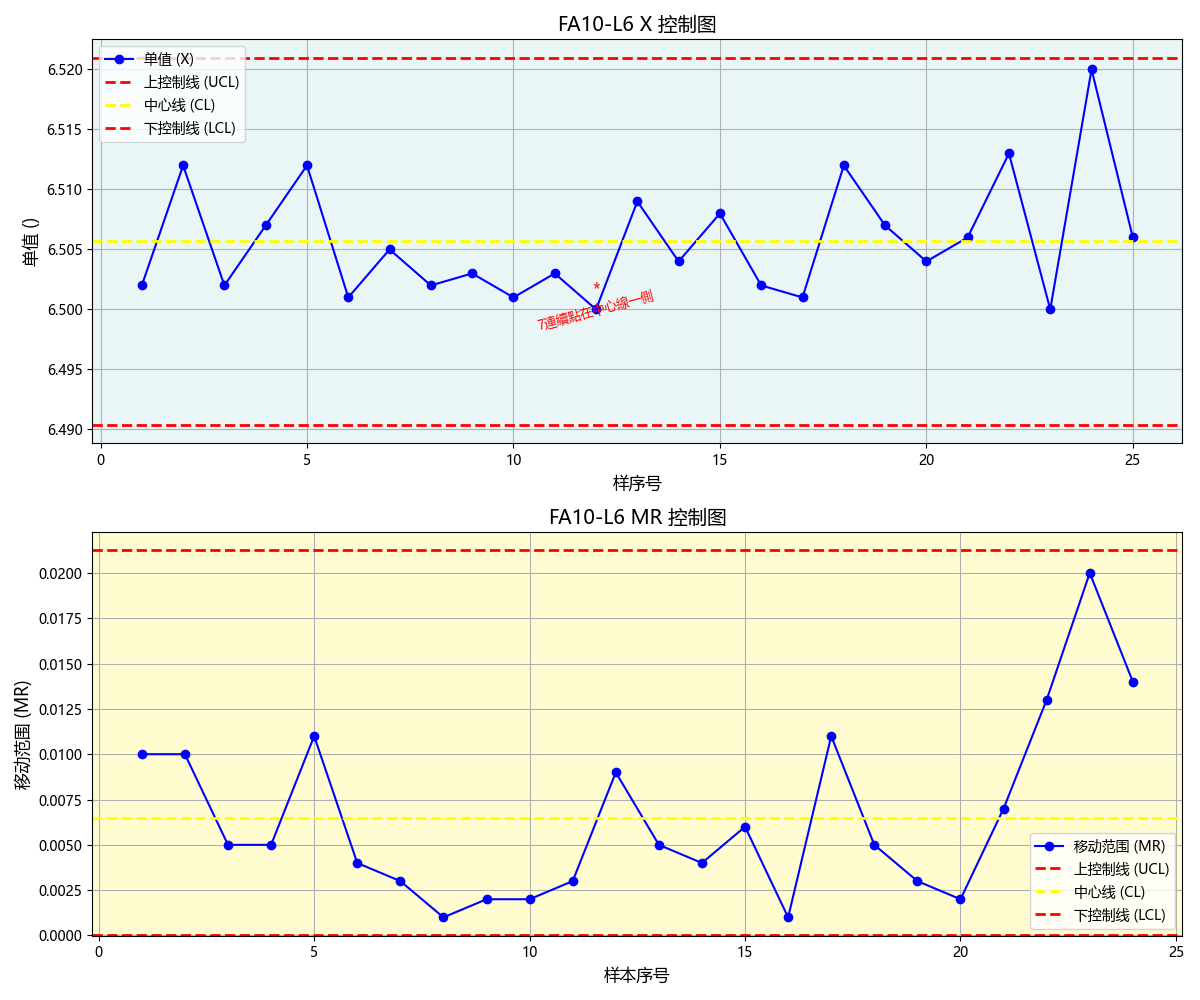 FA10-L6 X 控制图
单值 (X)
上控制线 (UCL)
中心线 (CL)
下控制线 (LCL)
单值 ()
6.520
6.515
6.510
6.505
6.500
6.495
6.490
*
7連續點在中心線一側
0 5 10 15 20 25
样序号
FA10-L6 MR 控制图
移动范围 (MR)
0.0200
0.0175
0.0150
0.0125
0.0100
0.0075
0.0050
0.0025
0.0000
移动范围 (MR)
上控制线 (UCL)
中心线 (CL)
下控制线 (LCL)
0 5 10 15 20 25
样本序号